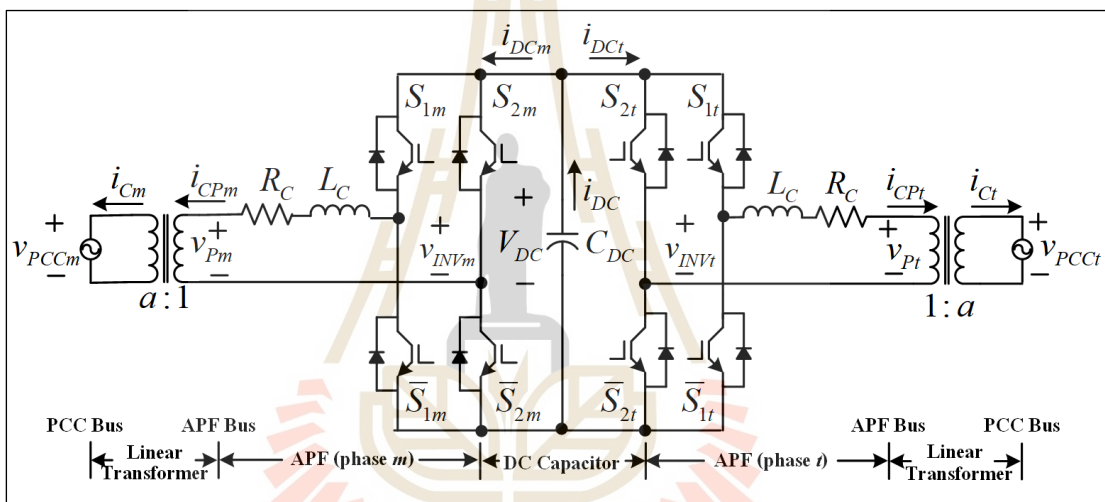 i_DCm i_DCt
S_1m S_2m S_2t S_1t
i_Cm i_CPm R_C L_C i_DC L_C R_C i_CPt i_Ct
+ + + + + + +
v_PCCm v_Pm v_INVm V_DC C_DC v_INVt v_Pt v_PCCt
− − − − − − −
a : 1 1 : a
S̅_1m S̅_2m S̅_2t S̅_1t
PCC Bus APF Bus APF Bus PCC Bus
Linear Transformer APF (phase m) DC Capacitor APF (phase t) Linear Transformer